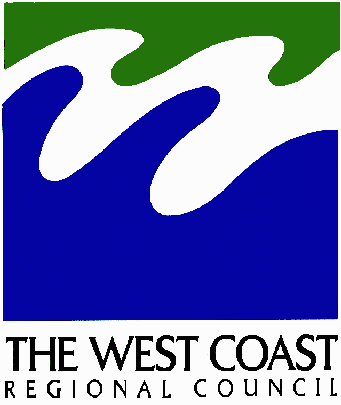 THE WEST COAST
REGIONAL COUNCIL